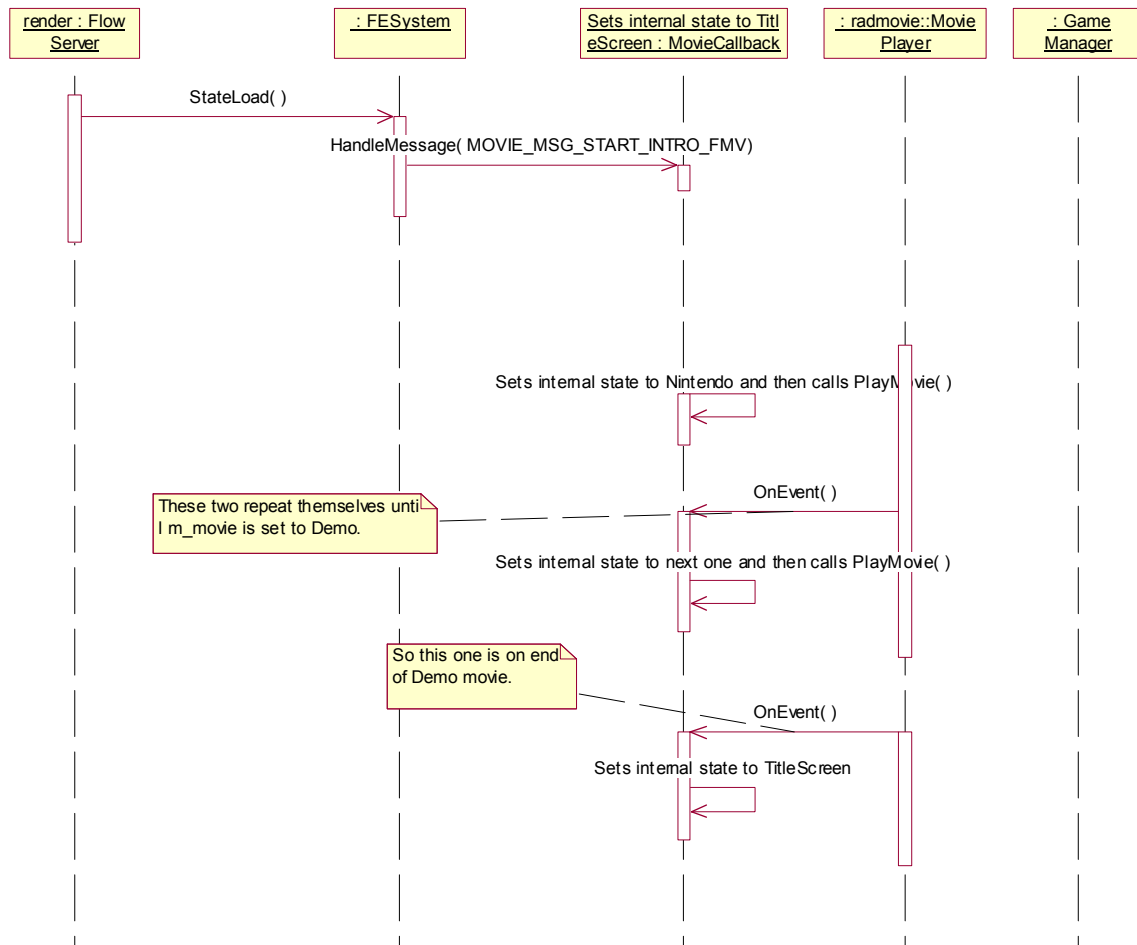 render : Flow
Server
: FESystem
Sets internal state to Titl
eScreen : MovieCallback
: radmovie::Movie
Player
: Game
Manager
StateLoad( )
HandleMessage( MOVIE_MSG_START_INTRO_FMV)
Sets internal state to Nintendo and then calls PlayMovie( )
OnEvent( )
These two repeat themselves unti
l m_movie is set to Demo.
Sets internal state to next one and then calls PlayMovie( )
So this one is on end
of Demo movie.
OnEvent( )
Sets internal state to TitleScreen